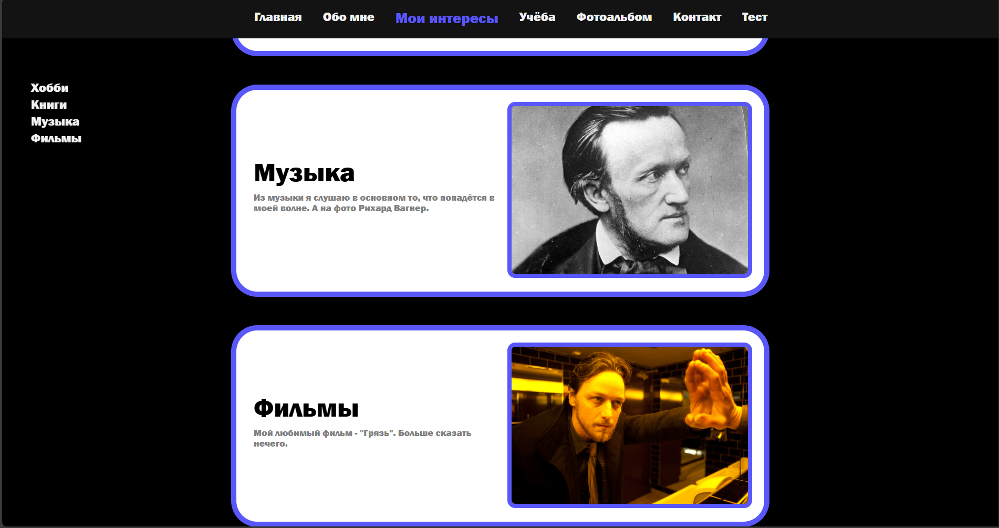 Главная Обо мне Мои интересы Учёба Фотоальбом Контакт Тест
Хобби
Книги
Музыка
Фильмы
Музыка
Из музыки я слушаю в основном то, что попадётся в
моей волне. А на фото Рихард Вагнер.
Фильмы
Мой любимый фильм - "Грязь". Больше сказать
нечего.